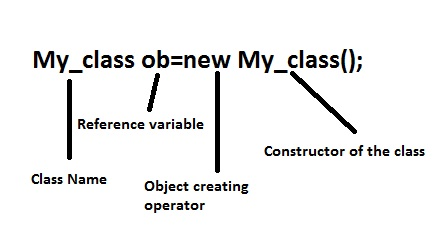 My_class ob=new My_class();
Reference variable
Constructor of the class
Class Name
Object creating
operator